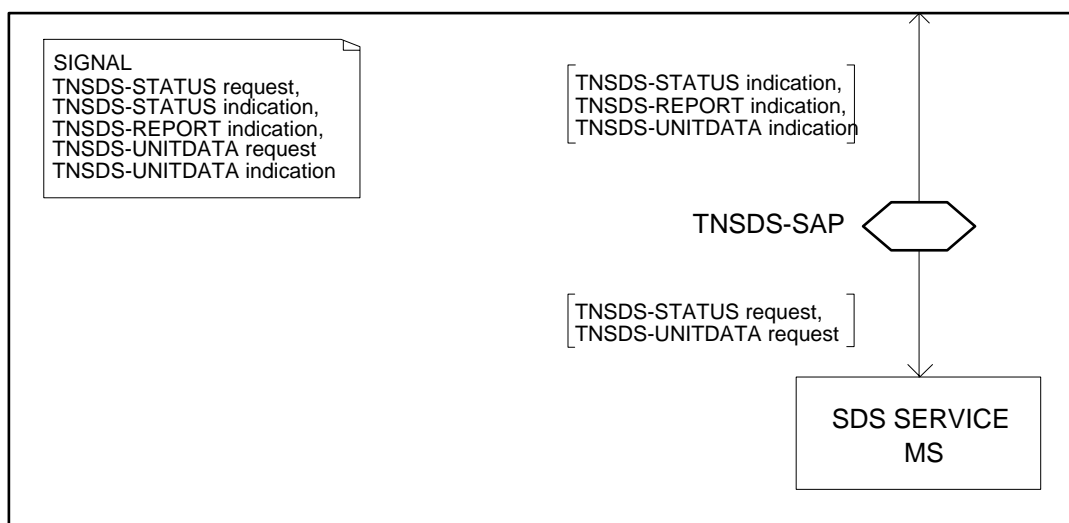 SIGNAL
TNSDS-STATUS request,
TNSDS-STATUS indication,
TNSDS-REPORT indication,
TNSDS-UNITDATA request
TNSDS-UNITDATA indication
TNSDS-STATUS indication,
TNSDS-REPORT indication,
TNSDS-UNITDATA indication
TNSDS-SAP
TNSDS-STATUS request,
TNSDS-UNITDATA request
SDS SERVICE
MS